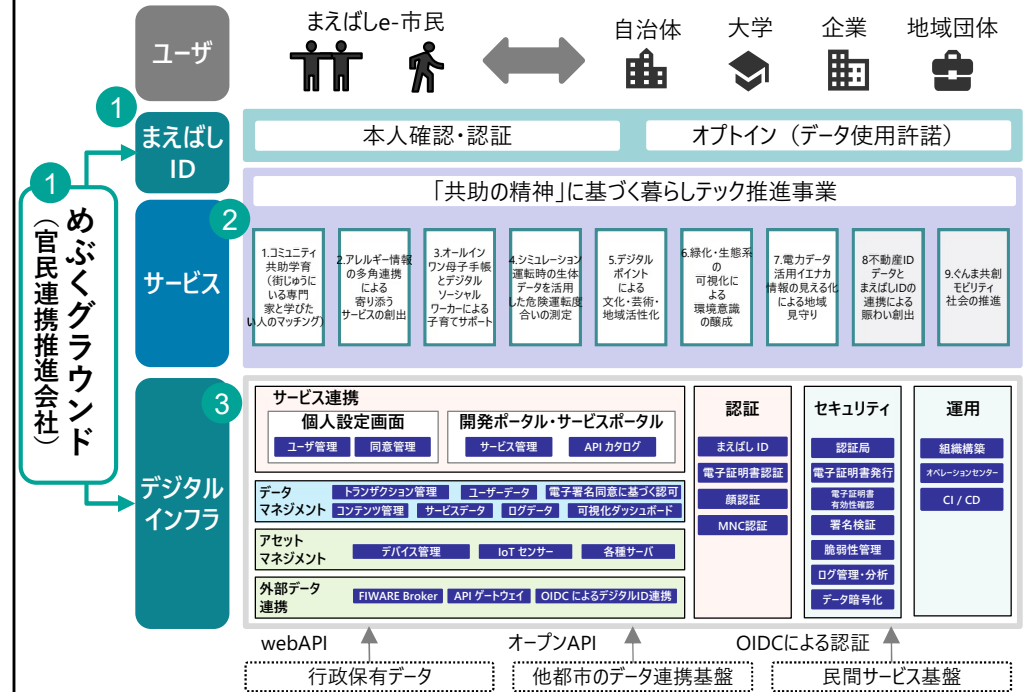 ユーザ
まえばしe-市民
自治体
大学
企業
地域団体
1
まえばし
ID
本人確認・認証
オプトイン（データ使用許諾）
1
めぶくグラウンド
（官民連携推進会社）
2
サービス
「共助の精神」に基づく暮らしテック推進事業
1.コミュニティ
共助学育
（街じゅうに
いる専門
家と学びた
い人のマッチング）
2.アレルギー情報
の多角連携
による
寄り添う
サービスの創出
3.オールイン
ワン母子手帳
とデジタル
ソーシャル
ワーカーによる
子育てサポート
4.シミュレーション
運転時の生体
データを活用
した危険運転度
合いの測定
5.デジタル
ポイント
による
文化・芸術・
地域活性化
6.緑化・生態系
の
可視化に
よる
環境意識
の醸成
7.電力データ
活用イエナカ
情報の見える化
による地域
見守り
8不動産ID
データと
まえばしIDの
連携による
賑わい創出
9.ぐんま共創
モビリティ
社会の推進
3
デジタル
インフラ
サービス連携
個人設定画面
ユーザ管理
同意管理
開発ポータル・サービスポータル
サービス管理
API カタログ
データ
マネジメント
トランザクション管理
ユーザーデータ
電子署名同意に基づく認可
コンテンツ管理
サービスデータ
ログデータ
可視化ダッシュボード
アセット
マネジメント
デバイス管理
IoT センサー
各種サーバ
外部データ
連携
FIWARE Broker
API ゲートウェイ
OIDC によるデジタルID連携
認証
まえばし ID
電子証明書認証
顔認証
MNC認証
セキュリティ
認証局
電子証明書発行
電子証明書
有効性確認
署名検証
脆弱性管理
ログ管理・分析
データ暗号化
運用
組織構築
オペレーションセンター
CI / CD
webAPI
オープンAPI
OIDCによる認証
行政保有データ
他都市のデータ連携基盤
民間サービス基盤